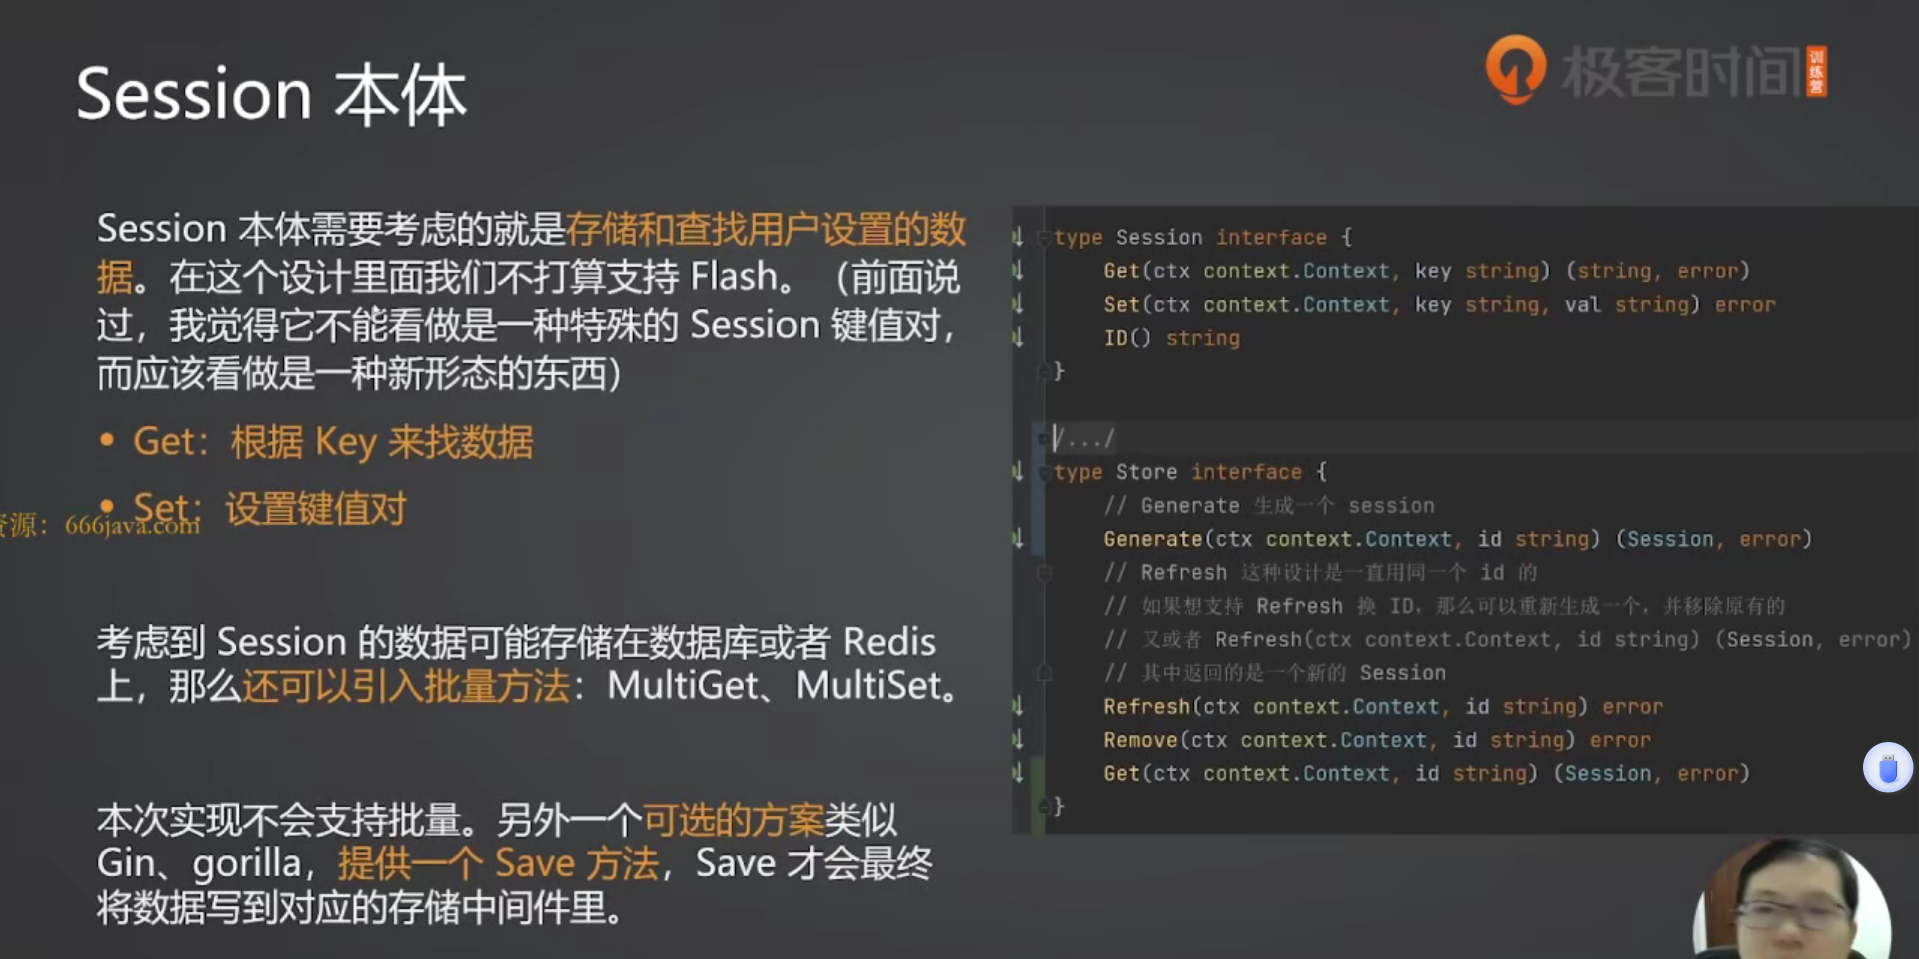 Session 本体
极客时间
训练营
Session 本体需要考虑的就是存储和查找用户设置的数
据。在这个设计里面我们不打算支持 Flash。（前面说
过，我觉得它不能看做是一种特殊的 Session 键值对，
而应该看做是一种新形态的东西）
• Get：根据 Key 来找数据
• Set：设置键值对
资源：666java.com
考虑到 Session 的数据可能存储在数据库或者 Redis
上，那么还可以引入批量方法：MultiGet、MultiSet。
本次实现不会支持批量。另外一个可选的方案类似
Gin、gorilla，提供一个 Save 方法，Save 才会最终
将数据写到对应的存储中间件里。
type Session interface {
Get(ctx context.Context, key string) (string, error)
Set(ctx context.Context, key string, val string) error
ID() string
}
/.../
type Store interface {
// Generate 生成一个 session
Generate(ctx context.Context, id string) (Session, error)
// Refresh 这种设计是一直用同一个 id 的
// 如果想支持 Refresh 换 ID，那么可以重新生成一个，并移除原有的
// 又或者 Refresh(ctx context.Context, id string) (Session, error)
// 其中返回的是一个新的 Session
Refresh(ctx context.Context, id string) error
Remove(ctx context.Context, id string) error
Get(ctx context.Context, id string) (Session, error)
}